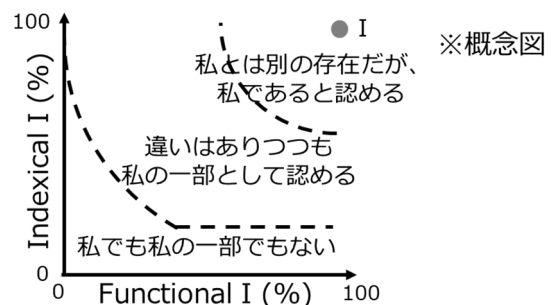 100
I
※概念図
私とは別の存在だが、
私であると認める
違いはありつつも
私の一部として認める
私でも私の一部でもない
Indexical I (%)
0
0
Functional I (%)
100